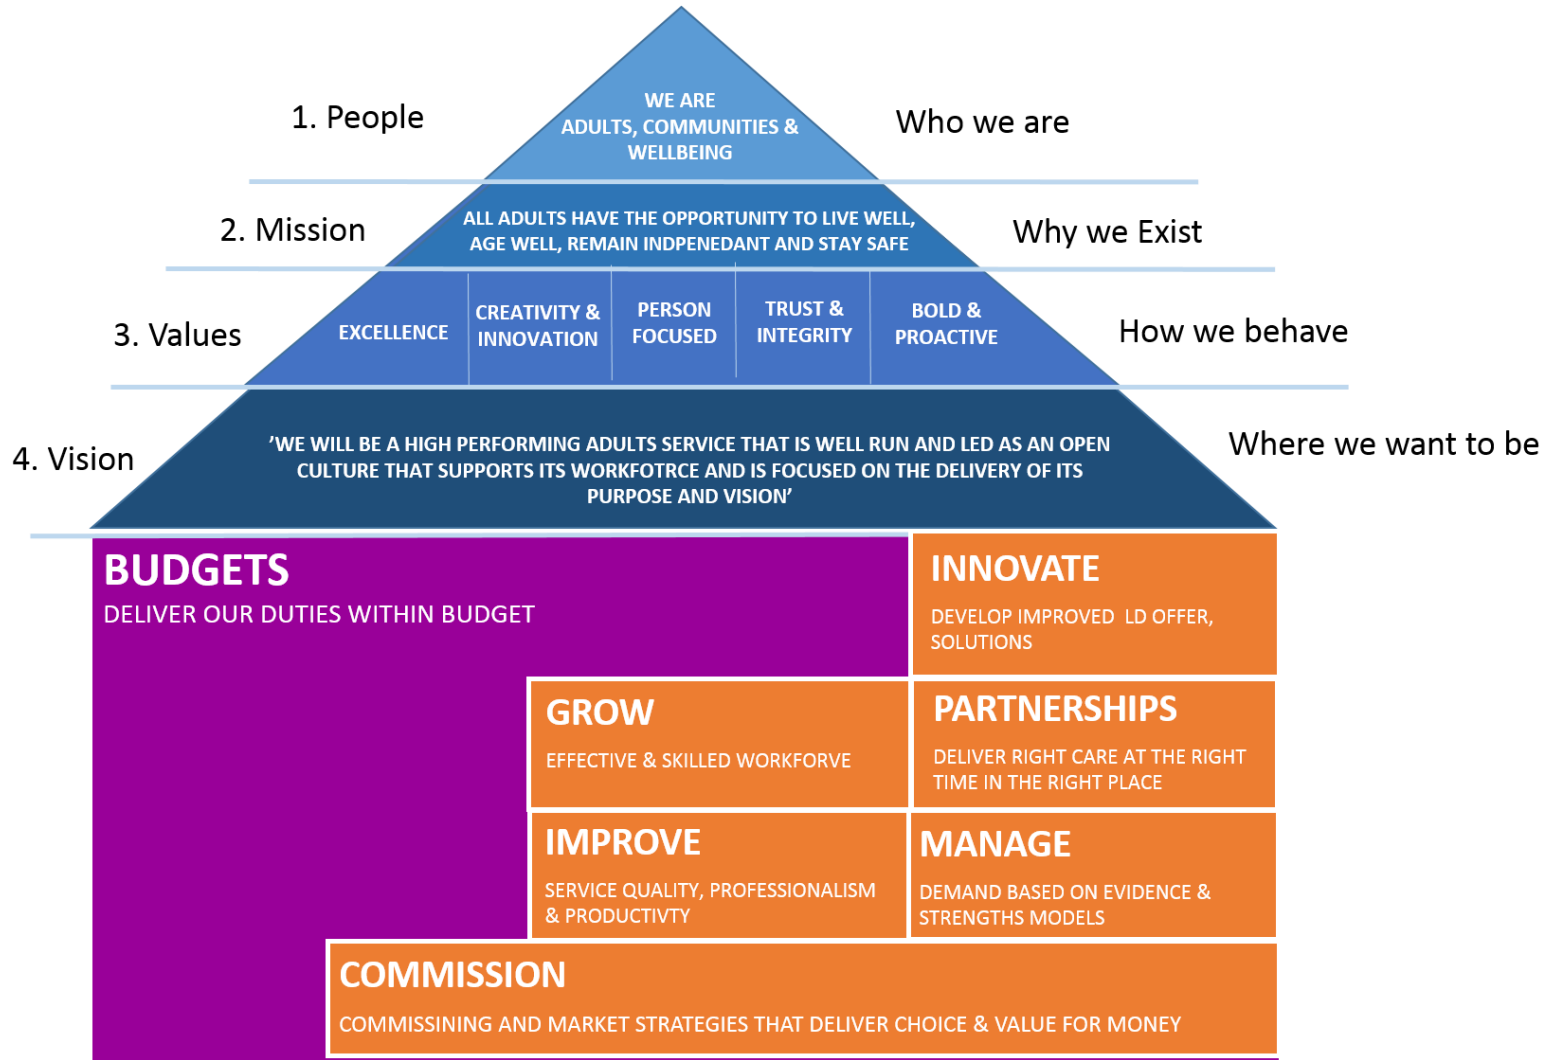 1. People
WE ARE
ADULTS, COMMUNITIES &
WELLBEING
Who we are
2. Mission
ALL ADULTS HAVE THE OPPORTUNITY TO LIVE WELL,
AGE WELL, REMAIN INDPENEDANT AND STAY SAFE
Why we Exist
3. Values
EXCELLENCE
CREATIVITY &
INNOVATION
PERSON
FOCUSED
TRUST &
INTEGRITY
BOLD &
PROACTIVE
How we behave
4. Vision
’WE WILL BE A HIGH PERFORMING ADULTS SERVICE THAT IS WELL RUN AND LED AS AN OPEN
CULTURE THAT SUPPORTS ITS WORKFOTRCE AND IS FOCUSED ON THE DELIVERY OF ITS
PURPOSE AND VISION’
Where we want to be
BUDGETS
DELIVER OUR DUTIES WITHIN BUDGET
INNOVATE
DEVELOP IMPROVED LD OFFER,
SOLUTIONS
GROW
EFFECTIVE & SKILLED WORKFORVE
PARTNERSHIPS
DELIVER RIGHT CARE AT THE RIGHT
TIME IN THE RIGHT PLACE
IMPROVE
SERVICE QUALITY, PROFESSIONALISM
& PRODUCTIVTY
MANAGE
DEMAND BASED ON EVIDENCE &
STRENGTHS MODELS
COMMISSION
COMMISSINING AND MARKET STRATEGIES THAT DELIVER CHOICE & VALUE FOR MONEY